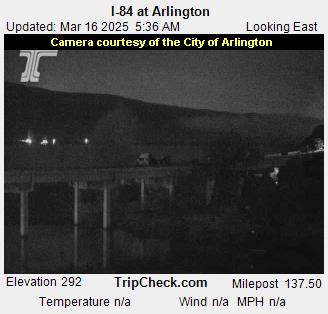 I-84 at Arlington
Updated: Mar 16 2025 5:36 AM Looking East
Camera courtesy of the City of Arlington
Elevation 292 TripCheck.com Milepost 137.50
Temperature n/a Wind n/a MPH n/a